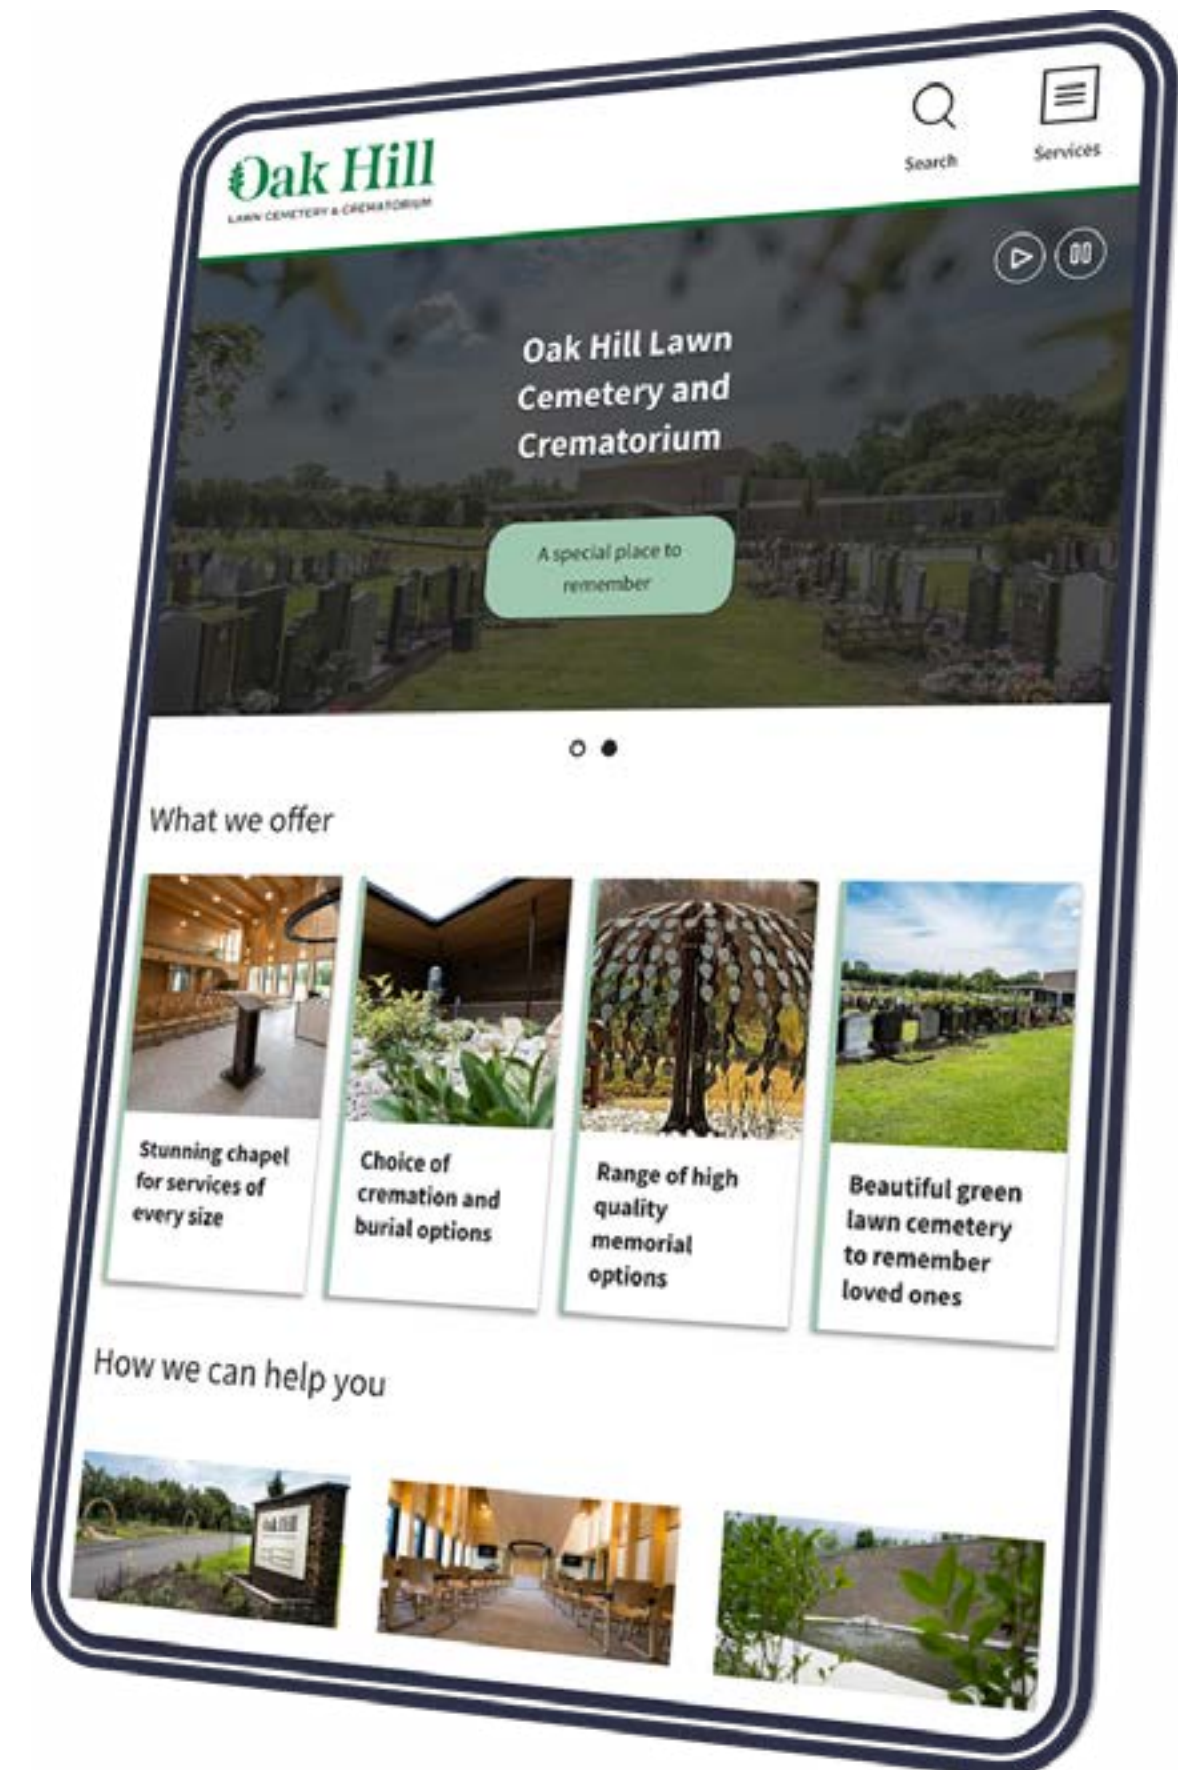 Oak Hill
LAWN CEMETERY & CREMATORIUM
Search
Services
Oak Hill Lawn
Cemetery and
Crematorium
A special place to
remember
What we offer
Stunning chapel
for services of
every size
Choice of
cremation and
burial options
Range of high
quality
memorial
options
Beautiful green
lawn cemetery
to remember
loved ones
How we can help you
Oak Hill